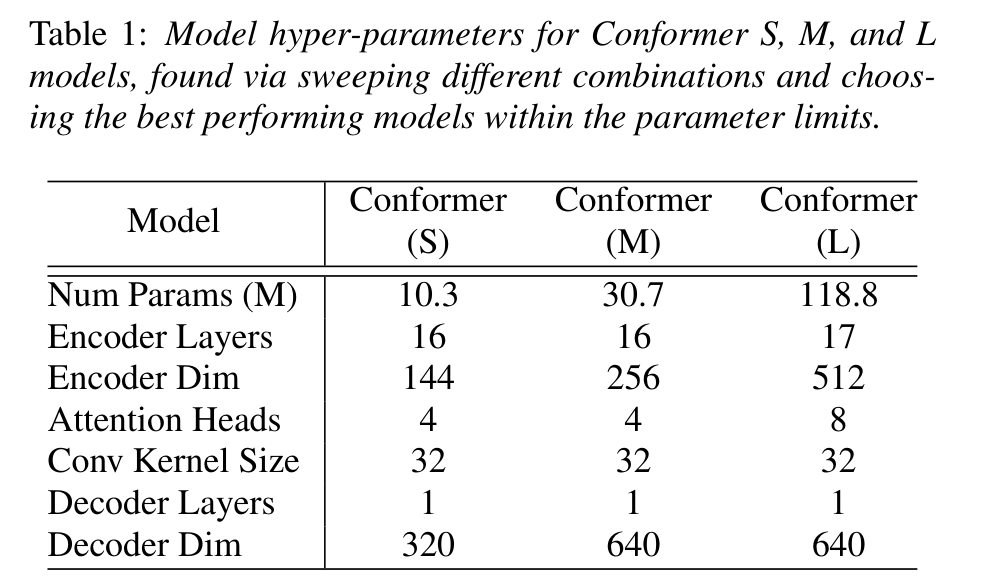 Table 1: Model hyper-parameters for Conformer S, M, and L
models, found via sweeping different combinations and choos-
ing the best performing models within the parameter limits.
Model Conformer (S) Conformer (M) Conformer (L)
Num Params (M) 10.3 30.7 118.8
Encoder Layers 16 16 17
Encoder Dim 144 256 512
Attention Heads 4 4 8
Conv Kernel Size 32 32 32
Decoder Layers 1 1 1
Decoder Dim 320 640 640